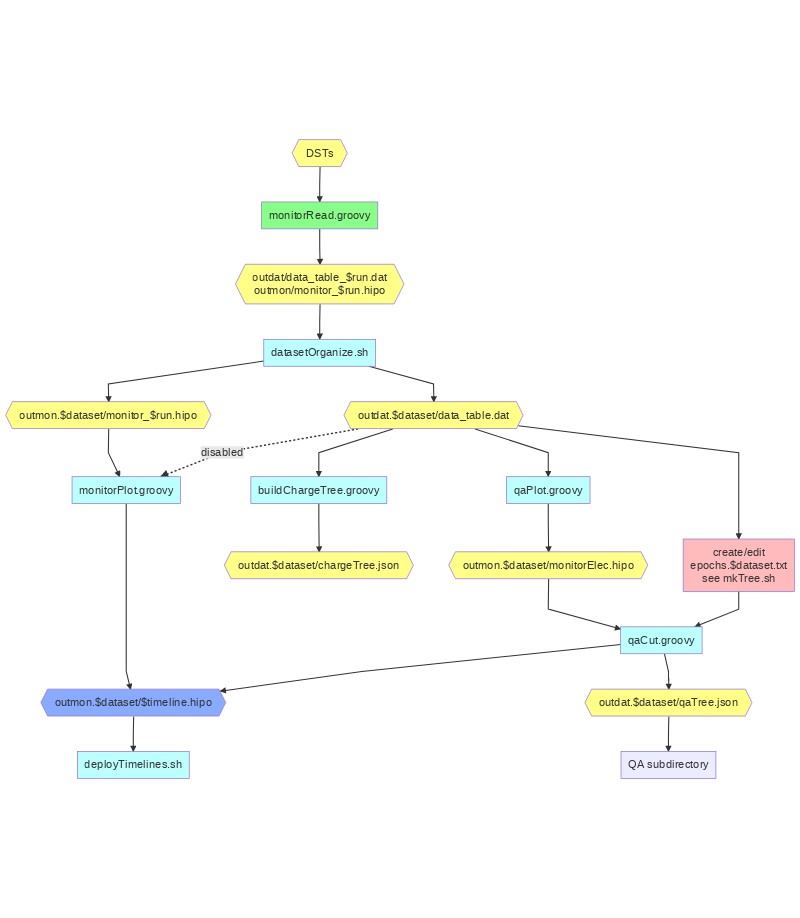 DSTs
monitorRead.groovy
outdat/data_table_$run.dat
outmon/monitor_$run.hipo
datasetOrganize.sh
outmon.$dataset/monitor_$run.hipo
outdat.$dataset/data_table.dat
disabled
monitorPlot.groovy
buildChargeTree.groovy
qaPlot.groovy
create/edit
epochs.$dataset.txt
see mkTree.sh
outdat.$dataset/chargeTree.json
outmon.$dataset/monitorElec.hipo
qaCut.groovy
outmon.$dataset/$timeline.hipo
outdat.$dataset/qaTree.json
deployTimelines.sh
QA subdirectory